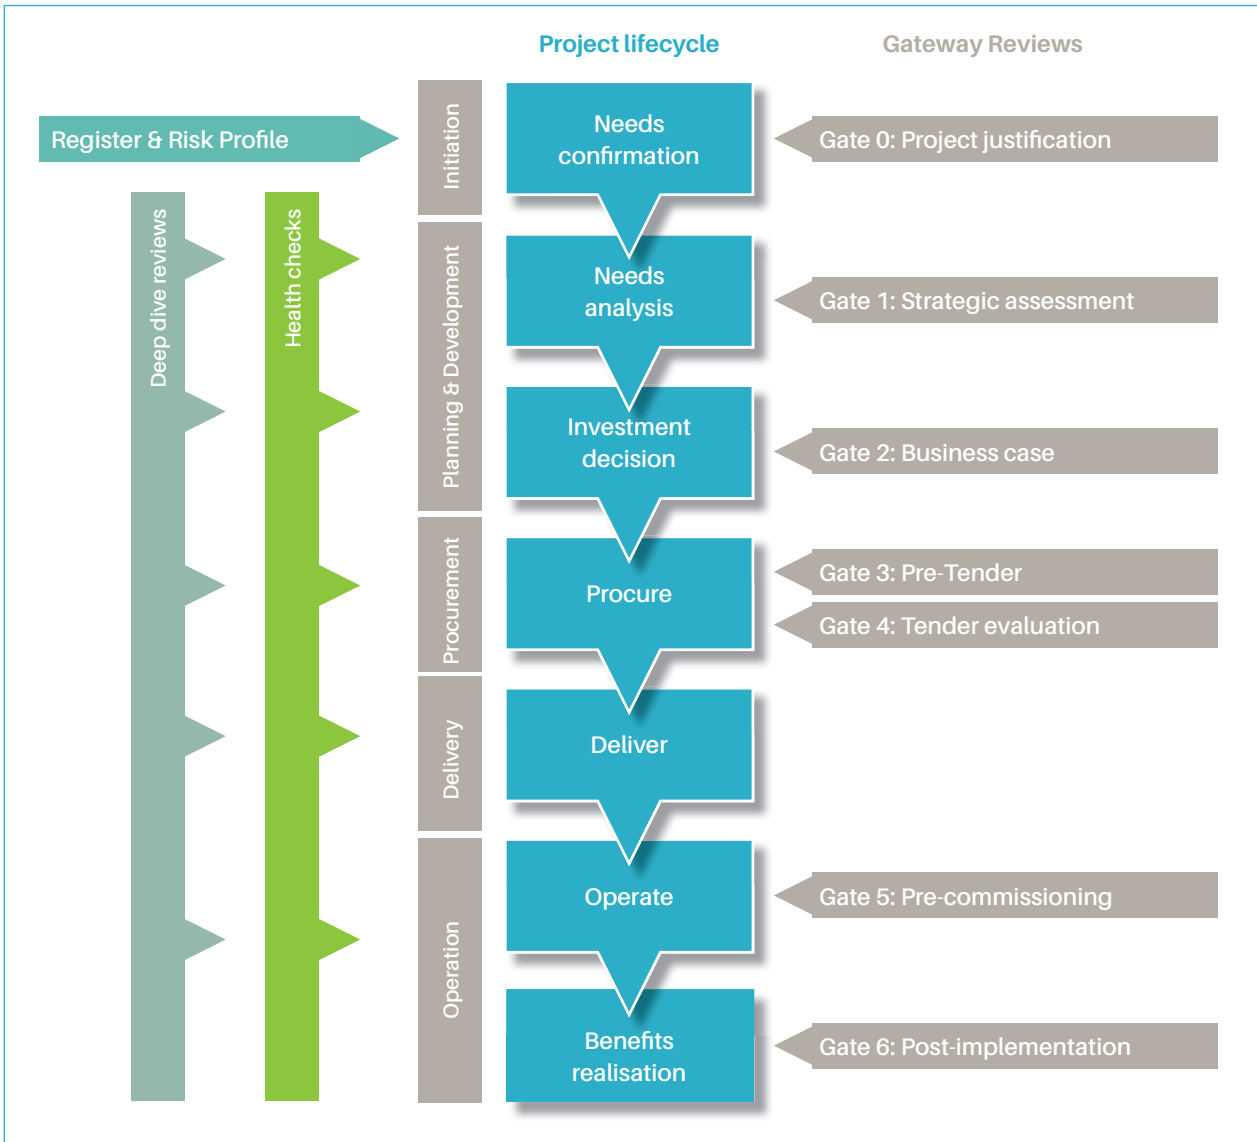 Project lifecycle
Gateway Reviews
Register & Risk Profile
Deep dive reviews
Health checks
Initiation
Planning & Development
Procurement
Delivery
Operation
Needs
confirmation
Needs
analysis
Investment
decision
Procure
Deliver
Operate
Benefits
realisation
Gate 0: Project justification
Gate 1: Strategic assessment
Gate 2: Business case
Gate 3: Pre-Tender
Gate 4: Tender evaluation
Gate 5: Pre-commissioning
Gate 6: Post-implementation